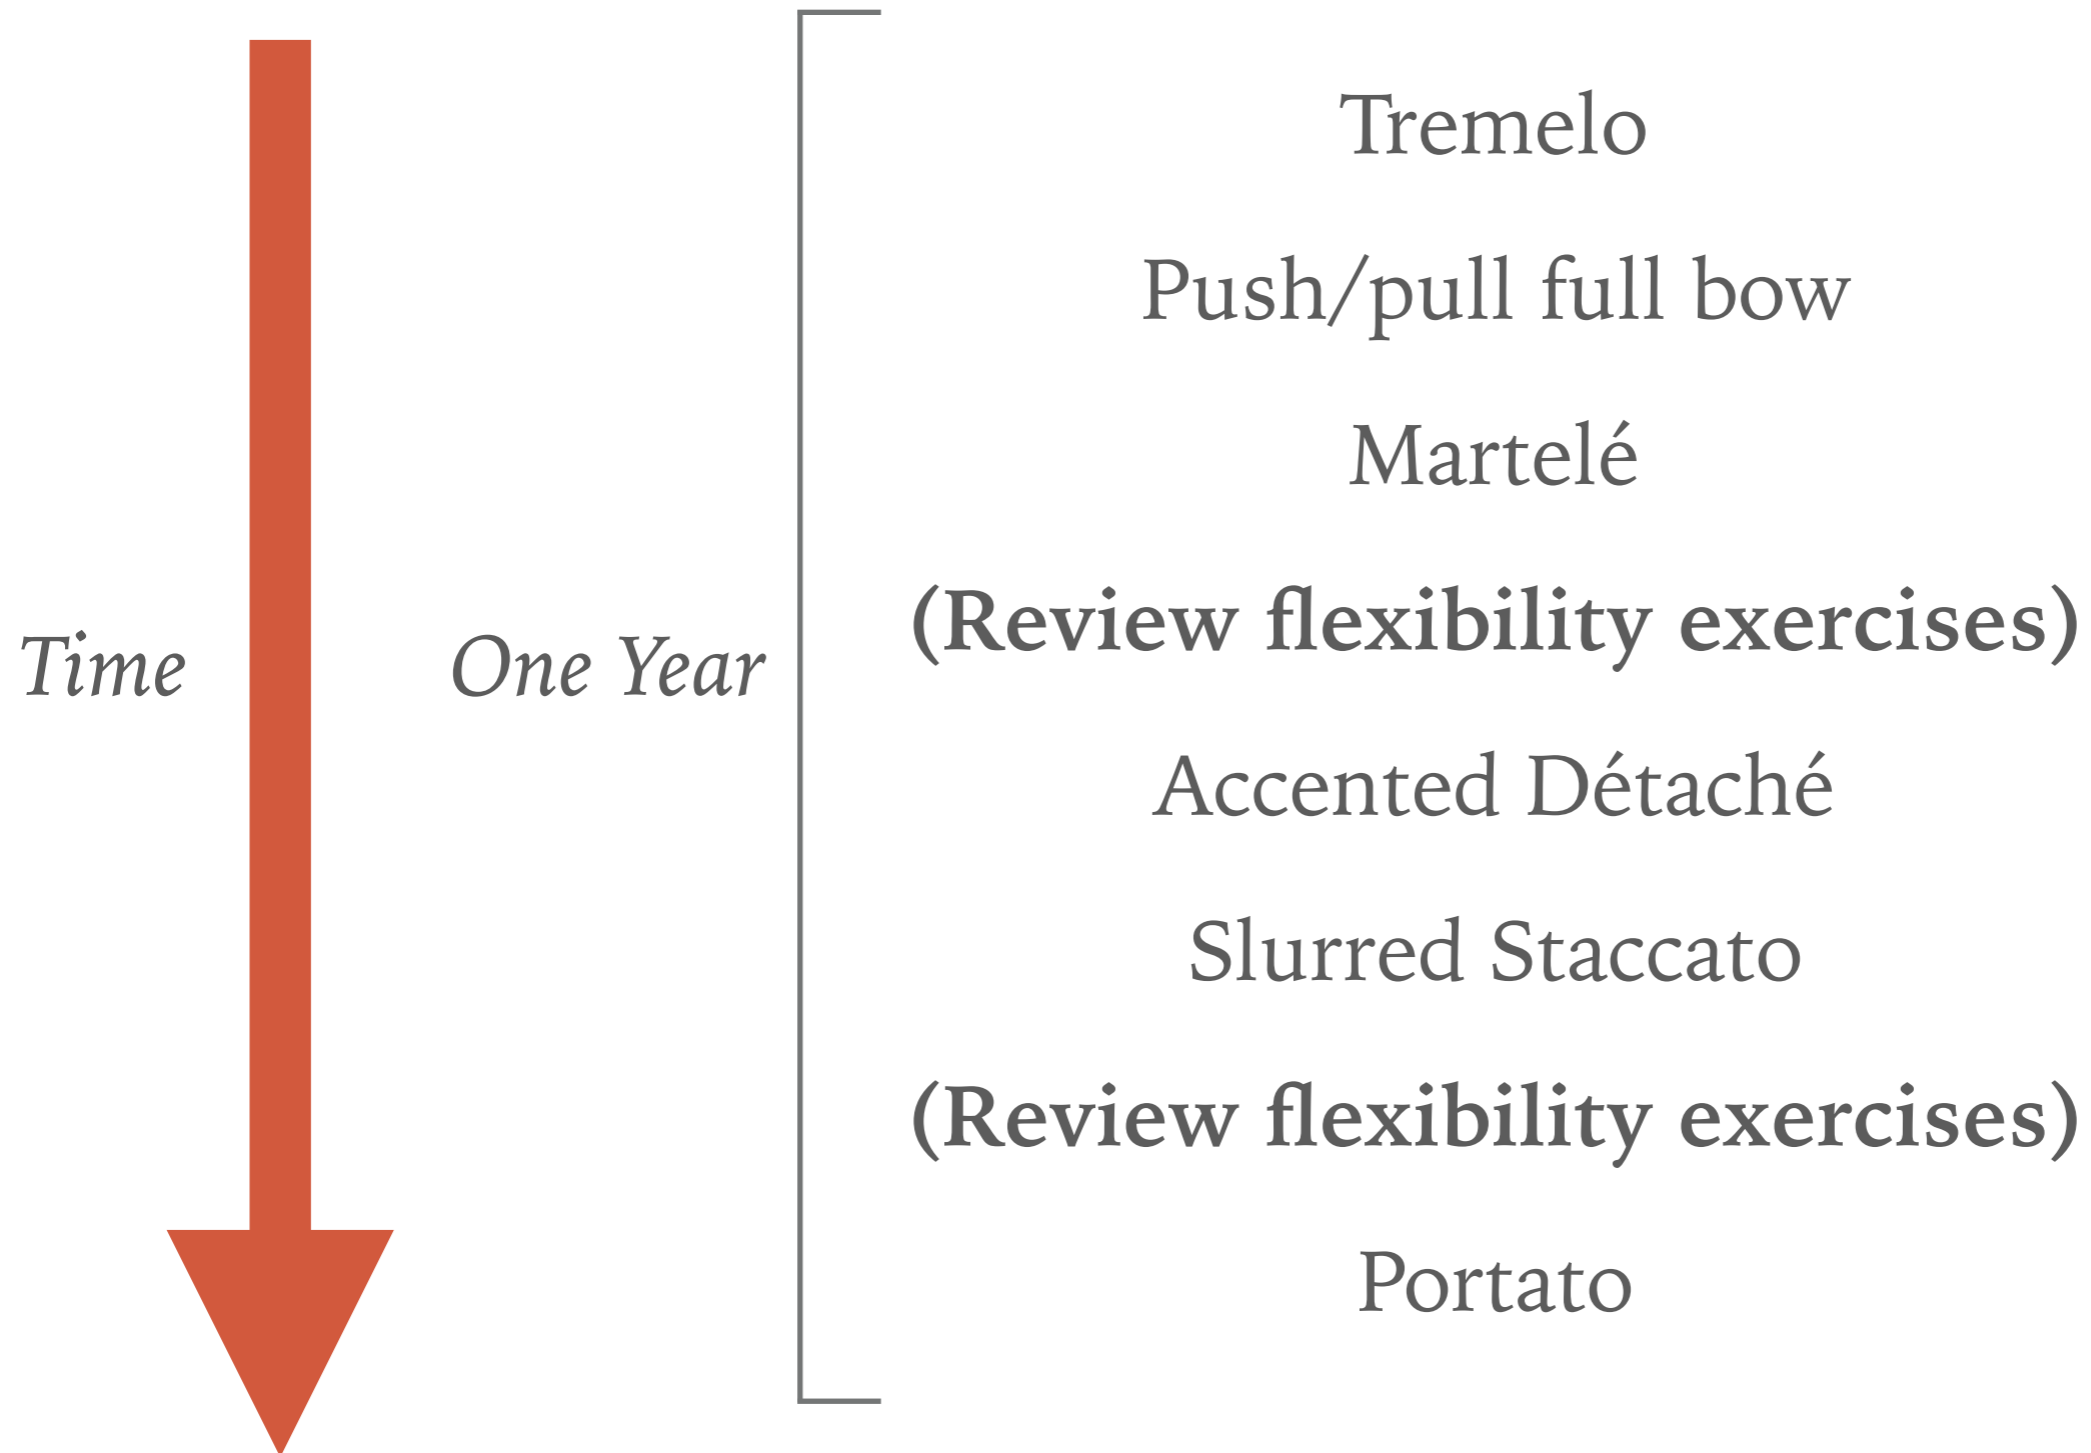 Time
One Year
Tremelo
Push/pull full bow
Martelé
(Review flexibility exercises)
Accented Détaché
Slurred Staccato
(Review flexibility exercises)
Portato